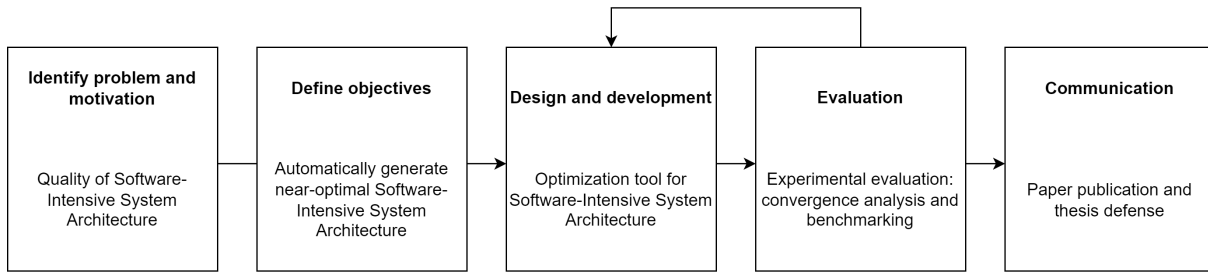 Identify problem and
motivation
Quality of Software-
Intensive System
Architecture
Define objectives
Automatically generate
near-optimal Software-
Intensive System
Architecture
Design and development
Optimization tool for
Software-Intensive System
Architecture
Evaluation
Experimental evaluation:
convergence analysis and
benchmarking
Communication
Paper publication and
thesis defense